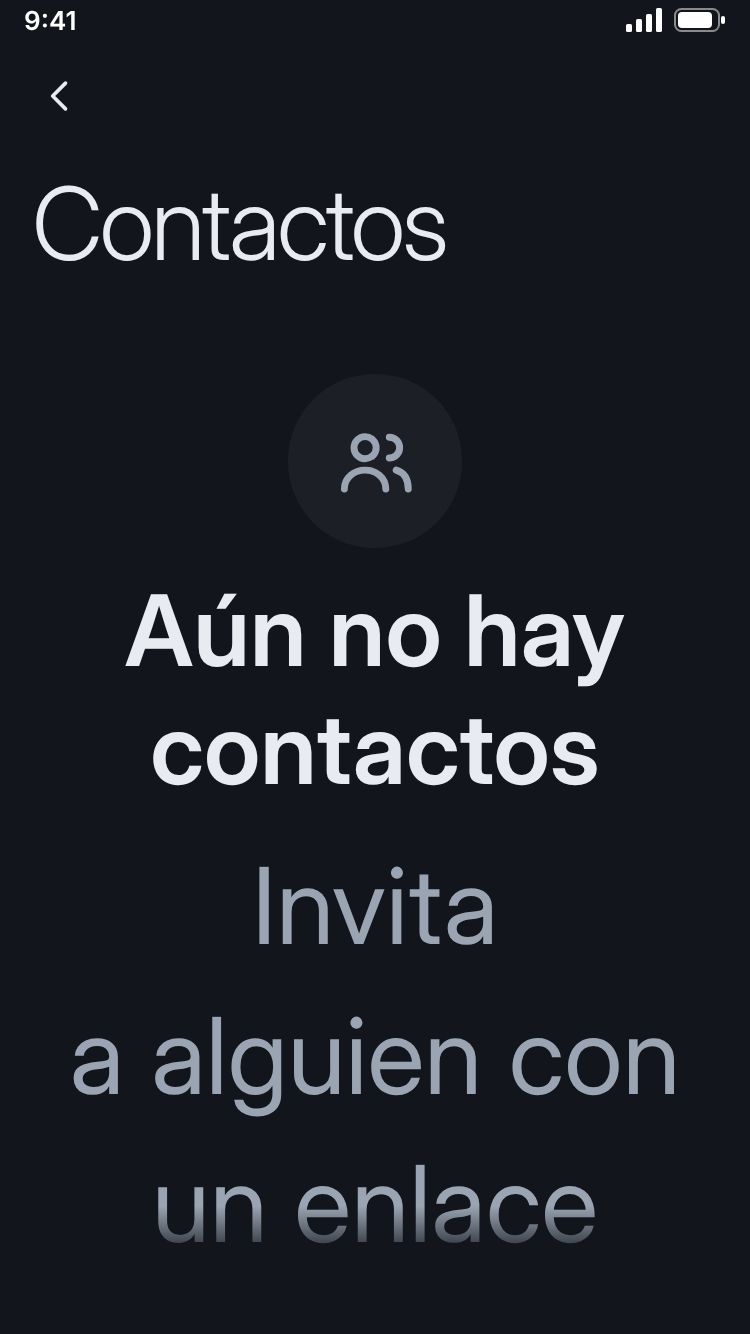 9:41
Contactos
Aún no hay
contactos
Invita
a alguien con
un enlace